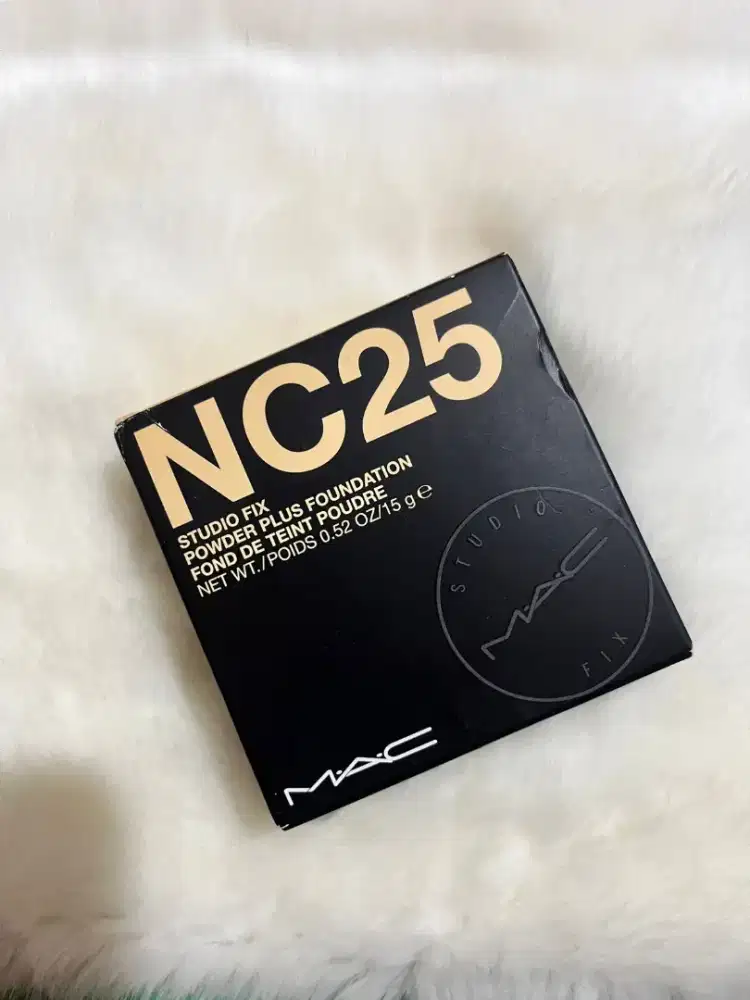 NC25
STUDIO FIX
POWDER PLUS FOUNDATION
FOND DE TEINT POUDRE
NET WT./POIDS 0.52 OZ/15 g ℮
STUDIO
M·A·C
FIX
M·A·C